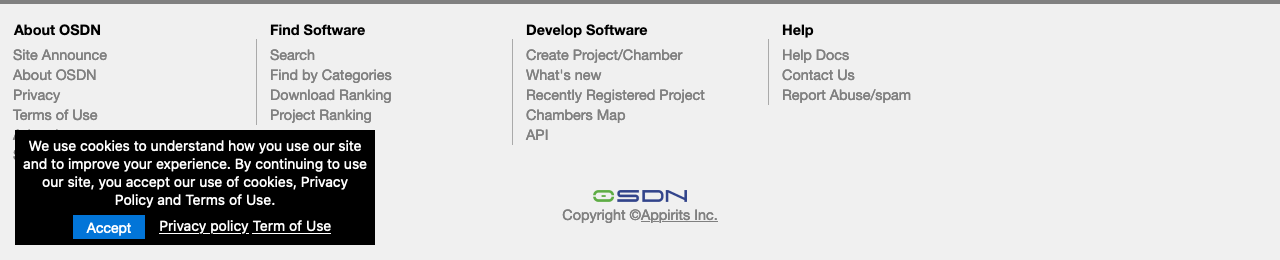 About OSDN
Site Announce
About OSDN
Privacy
Terms of Use
Find Software
Search
Find by Categories
Download Ranking
Project Ranking
Develop Software
Create Project/Chamber
What's new
Recently Registered Project
Chambers Map
API
Help
Help Docs
Contact Us
Report Abuse/spam
We use cookies to understand how you use our site
and to improve your experience. By continuing to use
our site, you accept our use of cookies, Privacy
Policy and Terms of Use.
Accept Privacy policy Term of Use
OSDN
Copyright ©Appirits Inc.